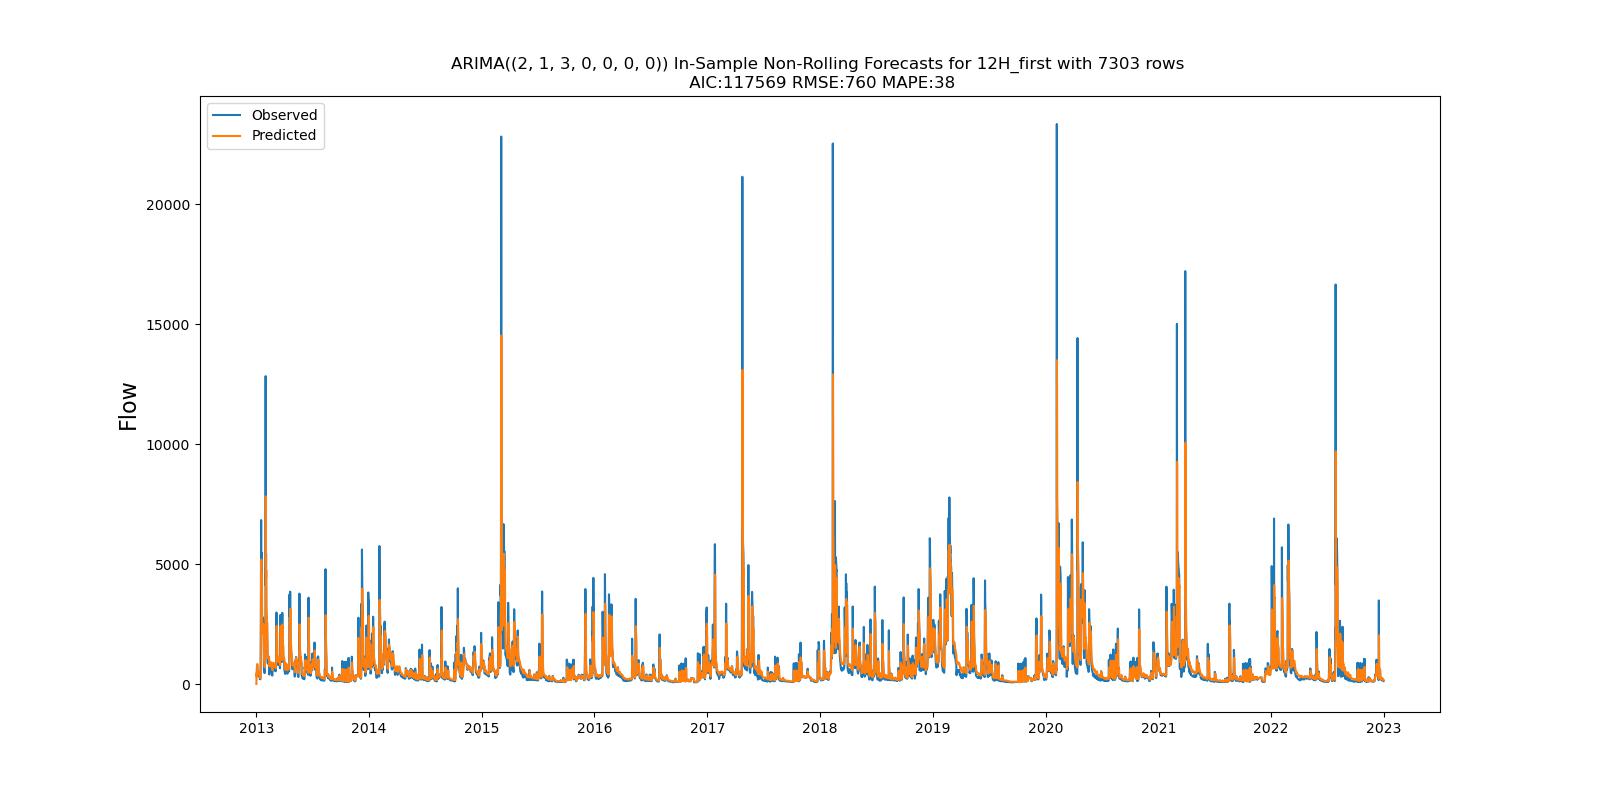 ARIMA((2, 1, 3, 0, 0, 0, 0)) In-Sample Non-Rolling Forecasts for 12H_first with 7303 rows
AIC:117569 RMSE:760 MAPE:38
Observed
Predicted
Flow
20000
15000
10000
5000
0
2013 2014 2015 2016 2017 2018 2019 2020 2021 2022 2023